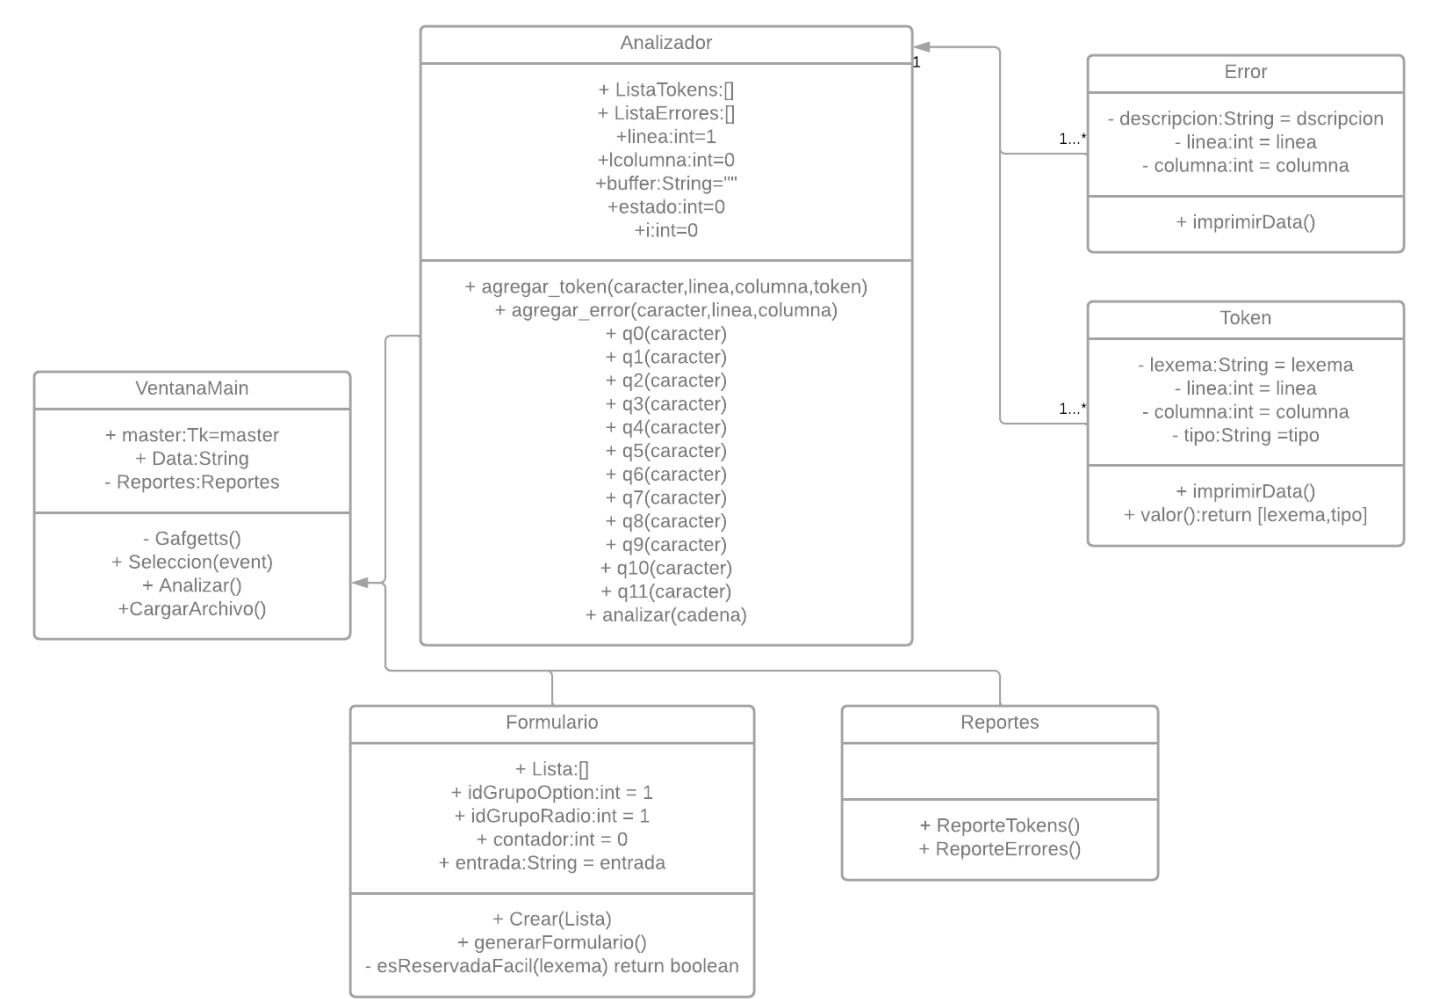 Analizador
+ ListaTokens:[]
+ ListaErrores:[]
+linea:int=1
+lcolumna:int=0
+buffer:String=""
+estado:int=0
+i:int=0
+ agregar_token(caracter,linea,columna,token)
+ agregar_error(caracter,linea,columna)
+ q0(caracter)
+ q1(caracter)
+ q2(caracter)
+ q3(caracter)
+ q4(caracter)
+ q5(caracter)
+ q6(caracter)
+ q7(caracter)
+ q8(caracter)
+ q9(caracter)
+ q10(caracter)
+ q11(caracter)
+ analizar(cadena)
1
1...*
Error
- descripcion:String = dscripcion
- linea:int = linea
- columna:int = columna
+ imprimirData()
1...*
Token
- lexema:String = lexema
- linea:int = linea
- columna:int = columna
- tipo:String =tipo
+ imprimirData()
+ valor():return [lexema,tipo]
VentanaMain
+ master:Tk=master
+ Data:String
- Reportes:Reportes
- Gafgetts()
+ Seleccion(event)
+ Analizar()
+CargarArchivo()
Formulario
+ Lista:[]
+ idGrupoOption:int = 1
+ idGrupoRadio:int = 1
+ contador:int = 0
+ entrada:String = entrada
+ Crear(Lista)
+ generarFormulario()
- esReservadaFacil(lexema) return boolean
Reportes
+ ReporteTokens()
+ ReporteErrores()